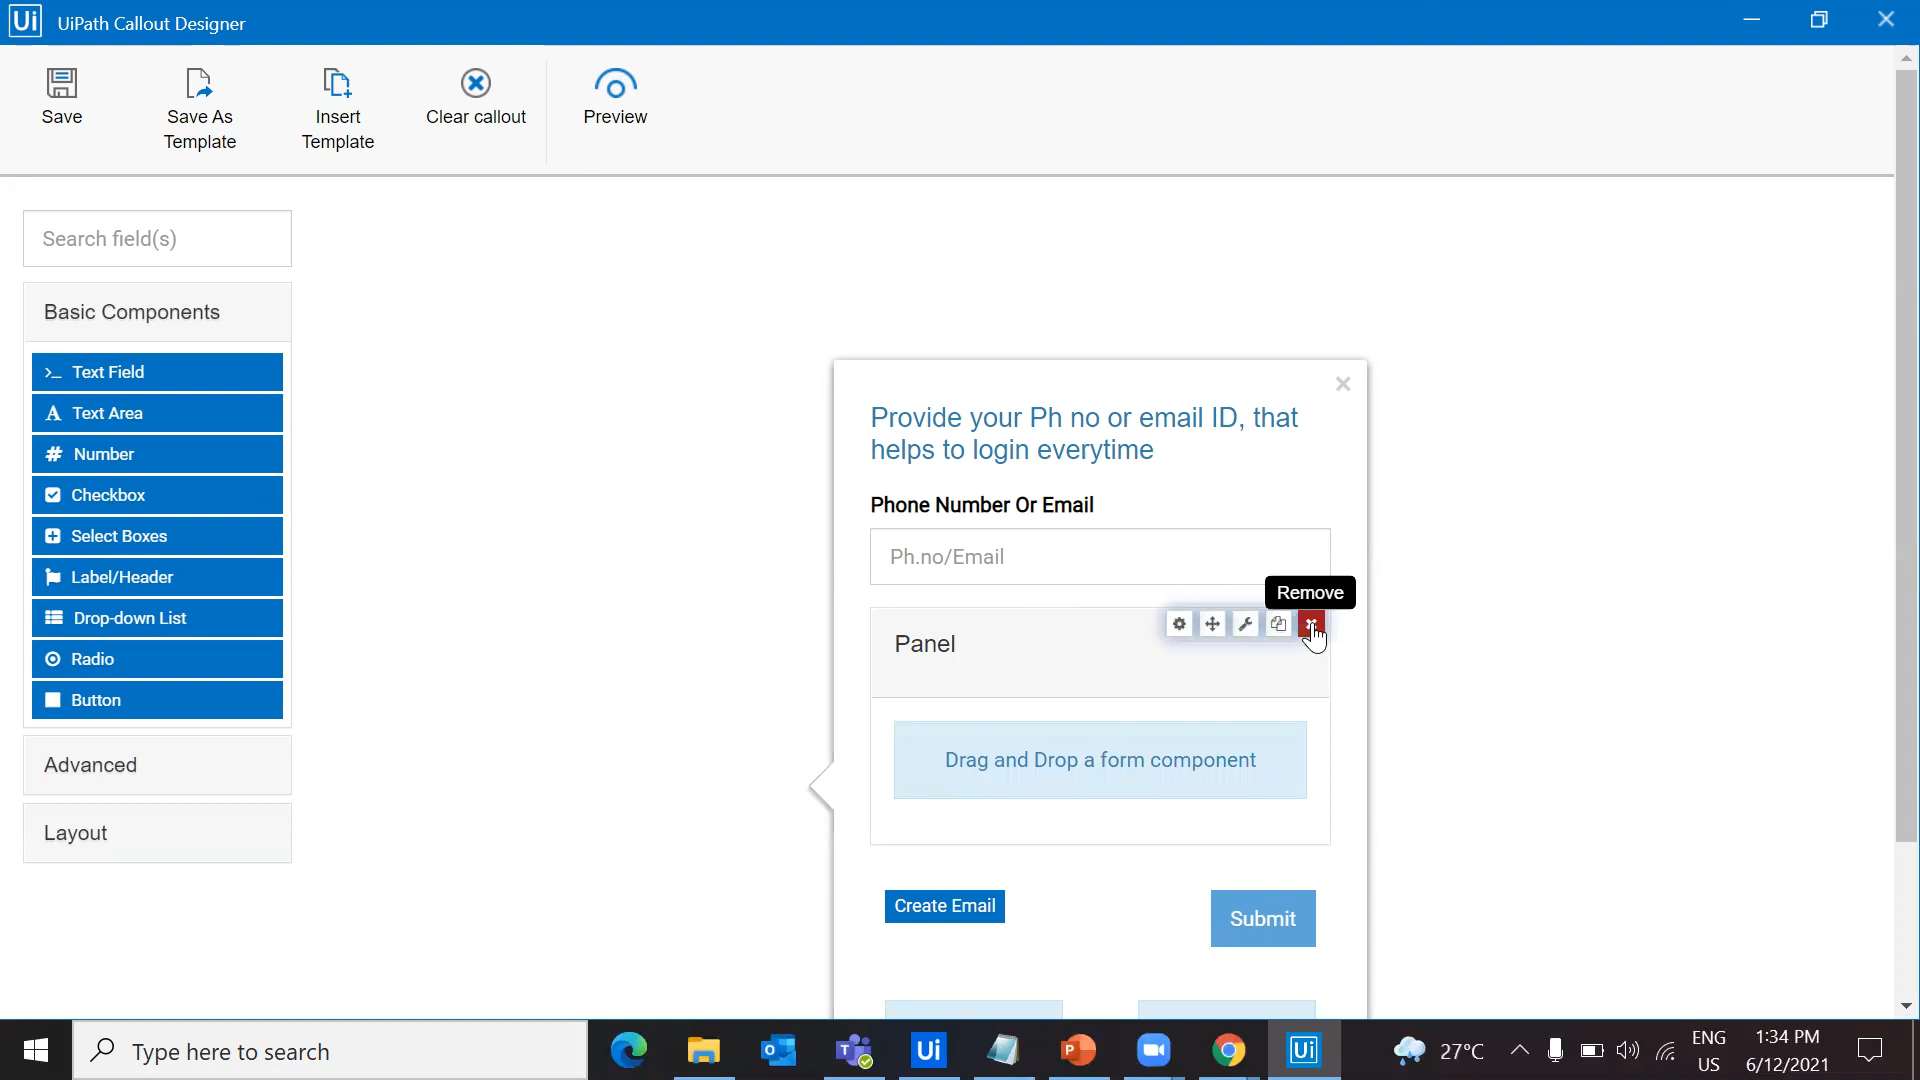 Ui UiPath Callout Designer
Save
Save As
Template
Insert
Template
Clear callout
Preview
Search field(s)
Basic Components
>_ Text Field
A Text Area
# Number
Checkbox
Select Boxes
Label/Header
Drop-down List
Radio
Button
Advanced
Layout
×
Provide your Ph no or email ID, that
helps to login everytime
Phone Number Or Email
Ph.no/Email
Remove
Panel
Drag and Drop a form component
Create Email
Submit
Type here to search
Ui
Ui
27°C
ENG
US
1:34 PM
6/12/2021